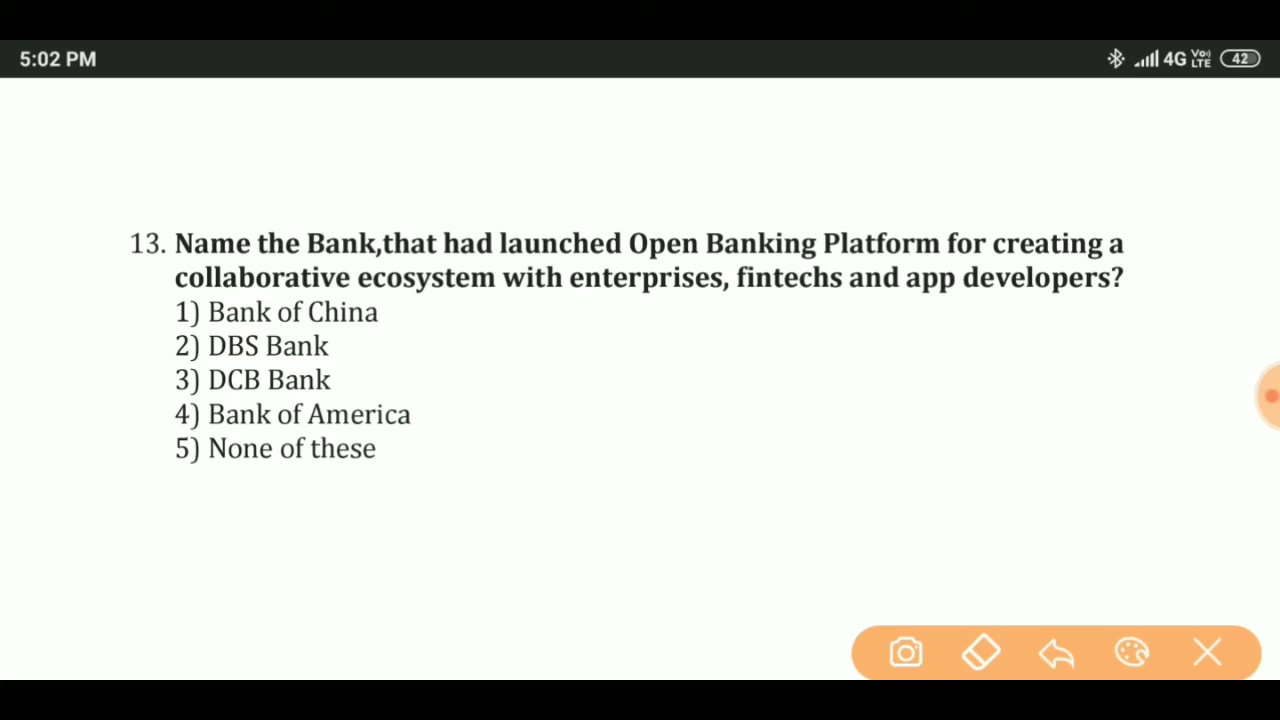 5:02 PM
4G Vo) LTE 42
13. Name the Bank,that had launched Open Banking Platform for creating a
collaborative ecosystem with enterprises, fintechs and app developers?
1) Bank of China
2) DBS Bank
3) DCB Bank
4) Bank of America
5) None of these